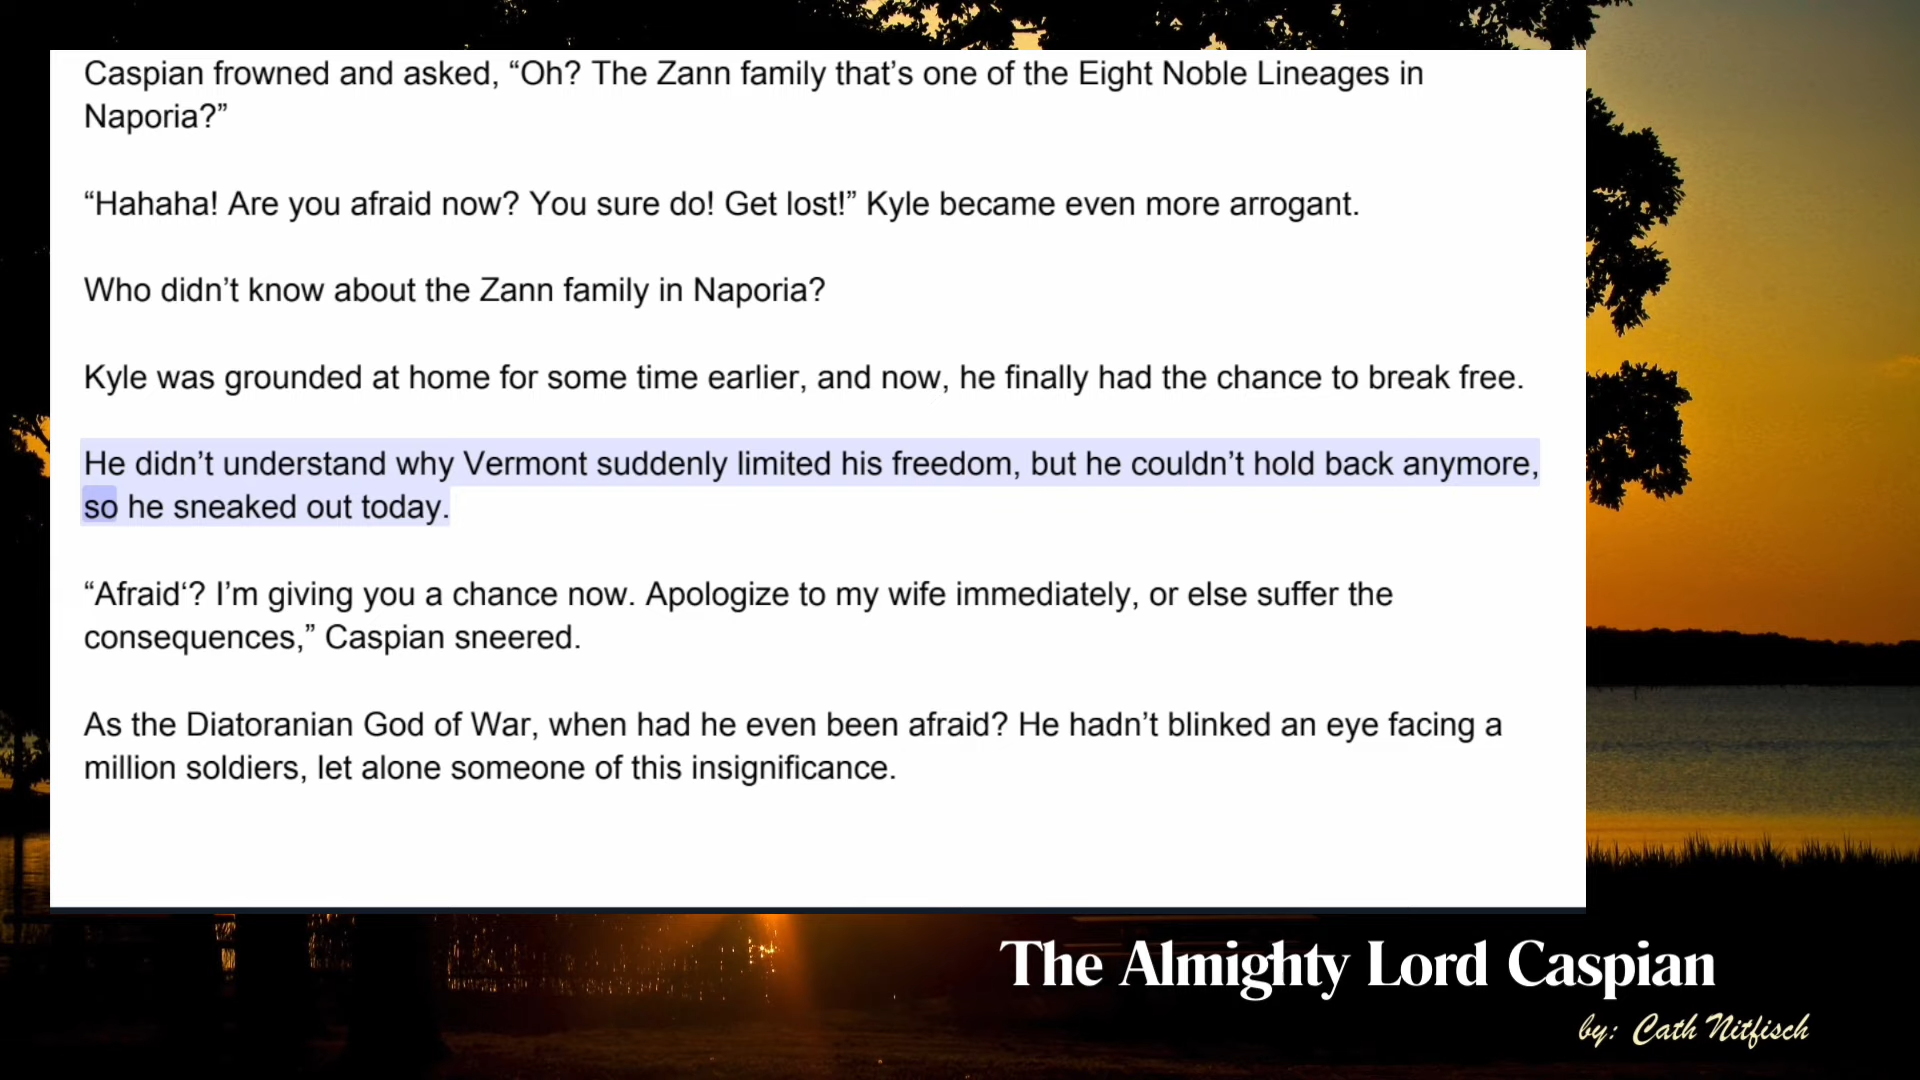 Caspian frowned and asked, “Oh? The Zann family that’s one of the Eight Noble Lineages in
Naporia?”
“Hahaha! Are you afraid now? You sure do! Get lost!” Kyle became even more arrogant.
Who didn’t know about the Zann family in Naporia?
Kyle was grounded at home for some time earlier, and now, he finally had the chance to break free.
He didn’t understand why Vermont suddenly limited his freedom, but he couldn’t hold back anymore,
so he sneaked out today.
“Afraid‘? I’m giving you a chance now. Apologize to my wife immediately, or else suffer the
consequences,” Caspian sneered.
As the Diatoranian God of War, when had he even been afraid? He hadn’t blinked an eye facing a
million soldiers, let alone someone of this insignificance.
The Almighty Lord Caspian
by: Cath Nitfisch